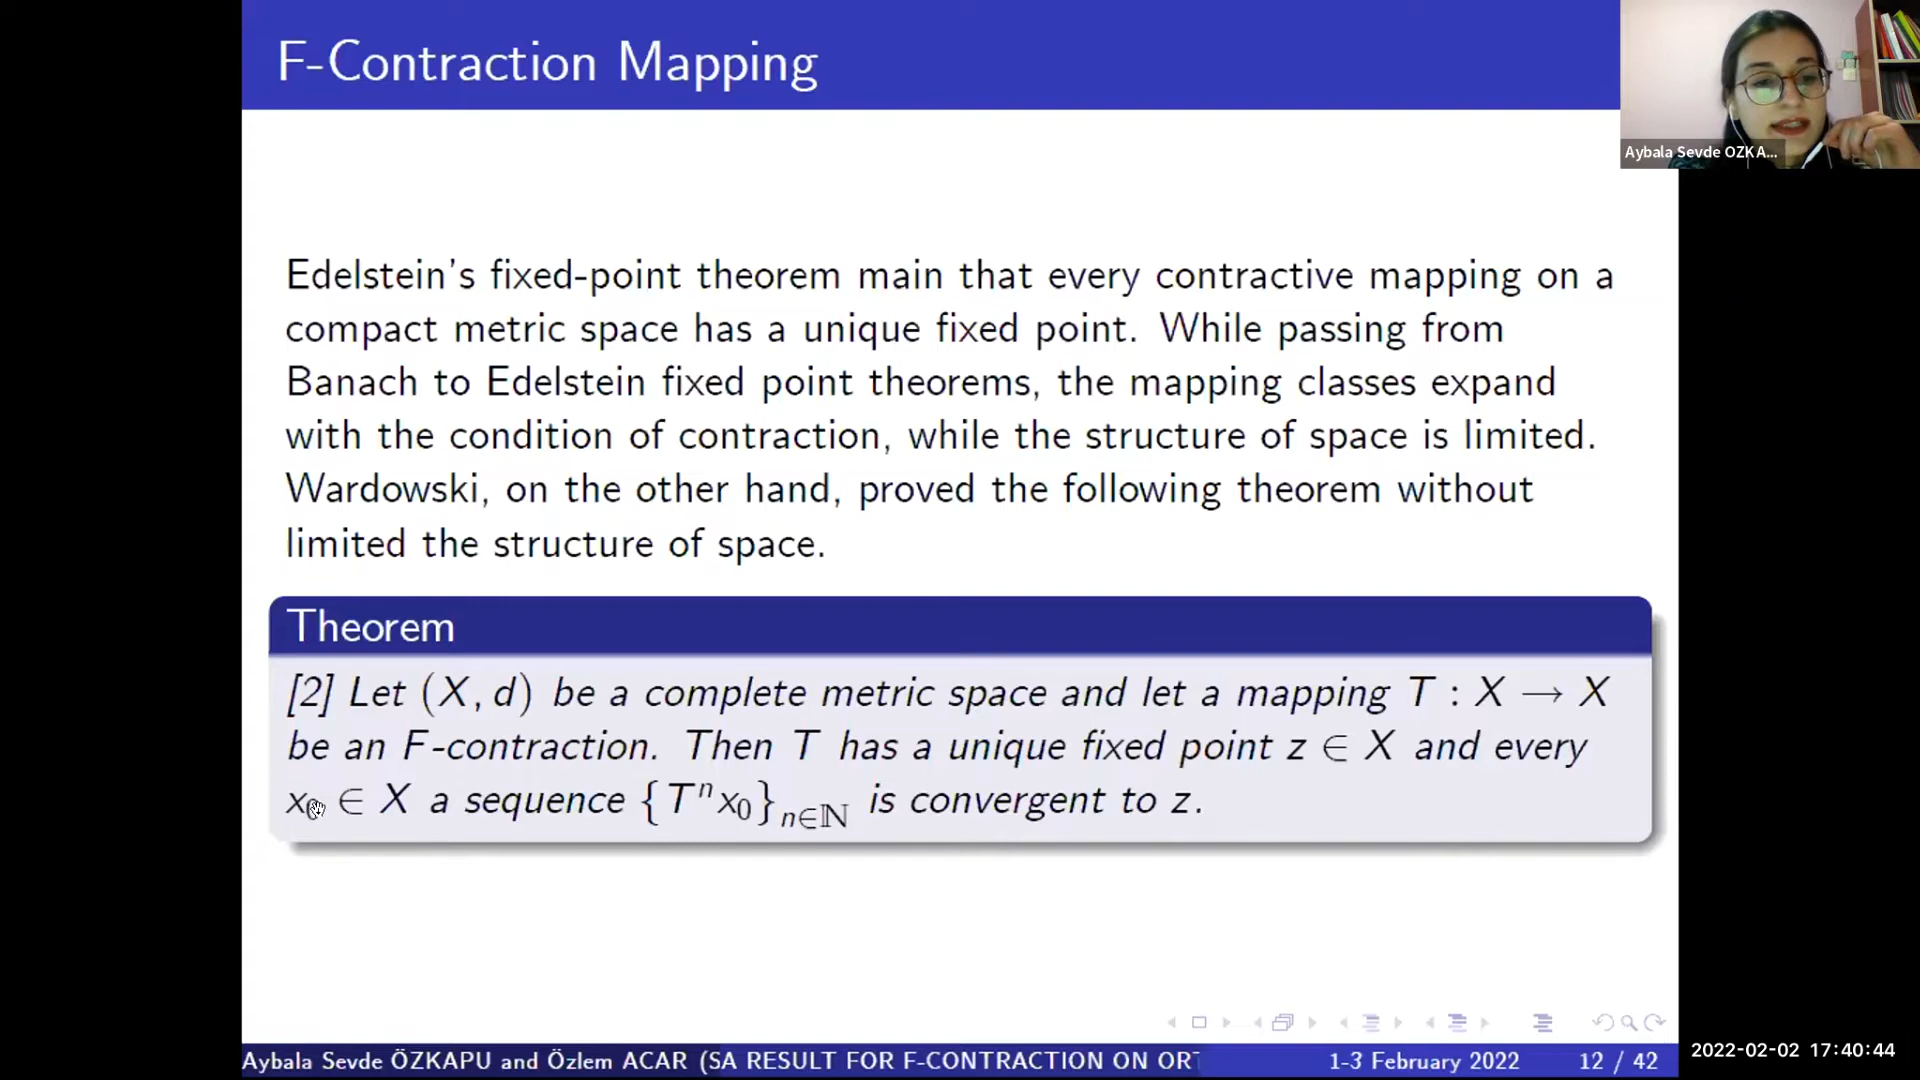 F-Contraction Mapping
Aybala Sevde OZKA...
Edelstein's fixed-point theorem main that every contractive mapping on a
compact metric space has a unique fixed point. While passing from
Banach to Edelstein fixed point theorems, the mapping classes expand
with the condition of contraction, while the structure of space is limited.
Wardowski, on the other hand, proved the following theorem without
limited the structure of space.
Theorem
[2] Let (X, d) be a complete metric space and let a mapping T : X → X
be an F-contraction. Then T has a unique fixed point z ∈ X and every
x₀ ∈ X a sequence {Tⁿx₀}ₙ∈ℕ is convergent to z.
Aybala Sevde ÖZKAPU and Özlem ACAR (SA RESULT FOR F-CONTRACTION ON ORT
1-3 February 2022
12 / 42
2022-02-02 17:40:44